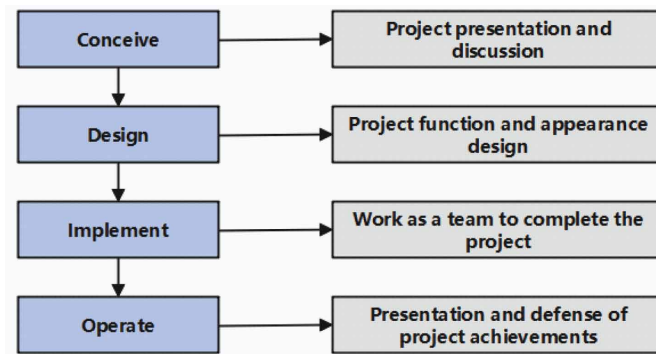 Conceive
Project presentation and
discussion
Design
Project function and appearance
design
Implement
Work as a team to complete the
project
Operate
Presentation and defense of
project achievements